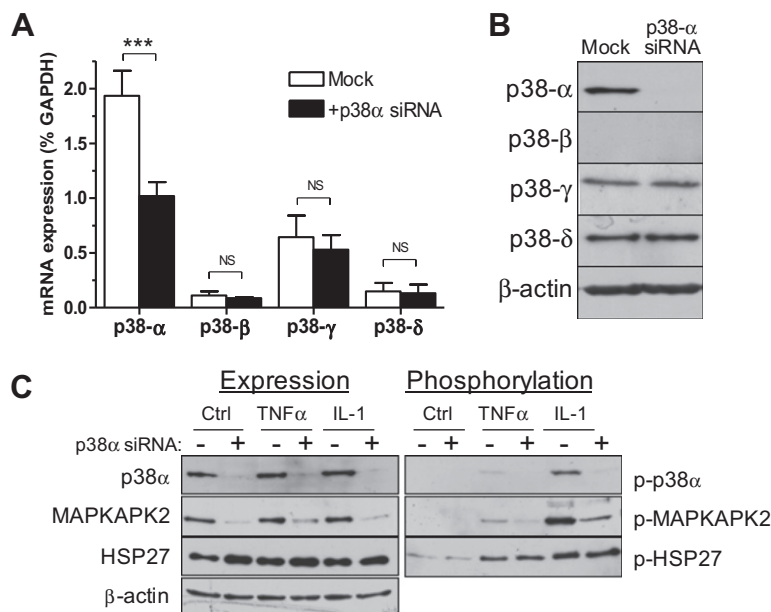 A
mRNA expression (% GAPDH)
2.0
1.5
1.0
0.5
0.0
***
NS
NS
NS
Mock
+p38α siRNA
p38-α p38-β p38-γ p38-δ
B
Mock p38-α siRNA
p38-α
p38-β
p38-γ
p38-δ
β-actin
C
Expression Phosphorylation
Ctrl TNFα IL-1 Ctrl TNFα IL-1
p38α siRNA: - + - + - + - + - + - +
p38α p-p38α
MAPKAPK2 p-MAPKAPK2
HSP27 p-HSP27
β-actin